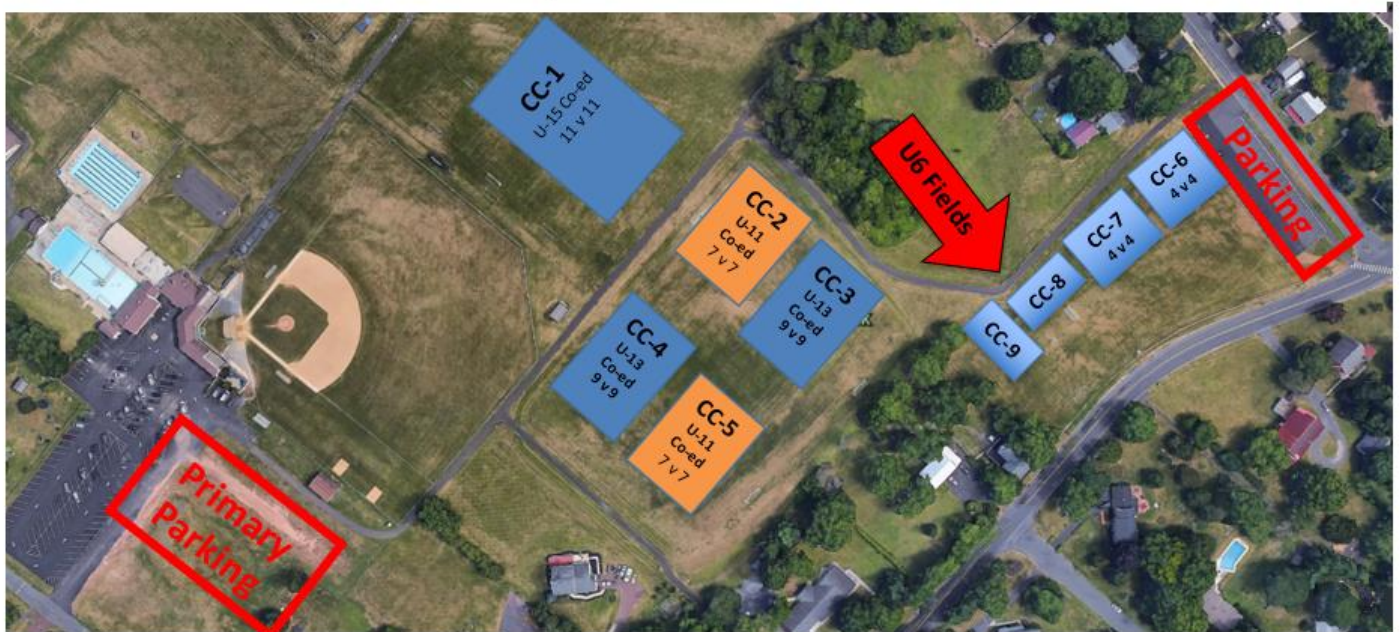 CC-1
U-15 Co-ed
11 v 11
CC-2
U-11
Co-ed
7 v 7
CC-3
U-13
Co-ed
9 v 9
CC-4
U-13
Co-ed
9 v 9
CC-5
U-11
Co-ed
7 v 7
U6 Fields
CC-6
4 v 4
CC-7
4 v 4
CC-8
CC-9
Parking
Primary
Parking